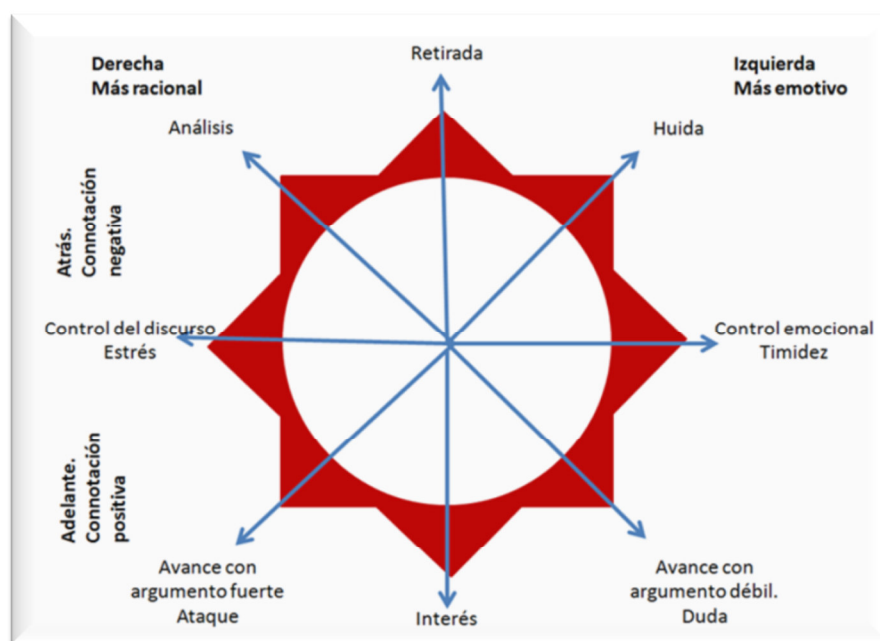 Retirada
Derecha
Más racional
Izquierda
Más emotivo
Análisis
Huida
Atrás.
Connotación
negativa
Control del discurso
Estrés
Control emocional
Timidez
Adelante.
Connotación
positiva
Avance con
argumento fuerte
Ataque
Interés
Avance con
argumento débil.
Duda